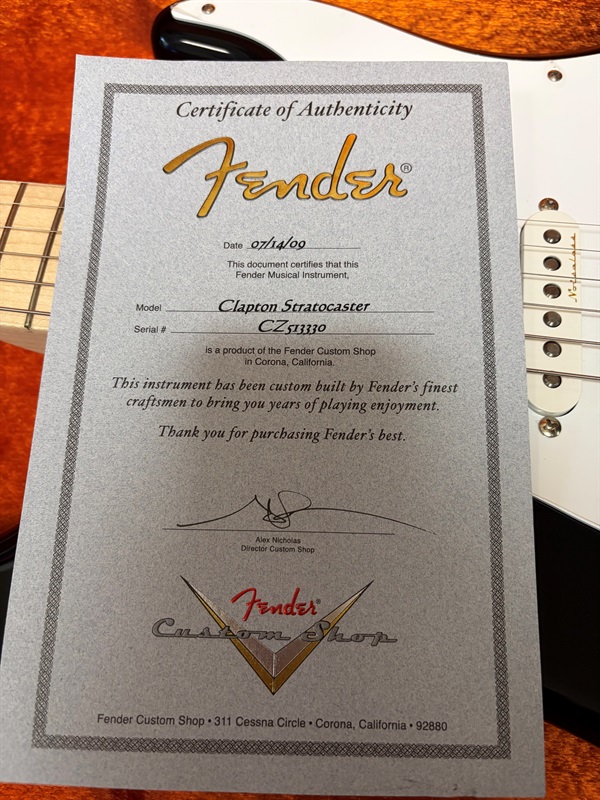 Certificate of Authenticity
Fender®
Date 07/14/09
This document certifies that this
Fender Musical Instrument,
Model Clapton Stratocaster
Serial # CZ513330
is a product of the Fender Custom Shop
in Corona, California.
This instrument has been custom built by Fender's finest
craftsmen to bring you years of playing enjoyment.
Thank you for purchasing Fender's best.
Alex Nicholas
Director Custom Shop
Fender®
Custom Shop
Fender Custom Shop • 311 Cessna Circle • Corona, California • 92880
Noiseless